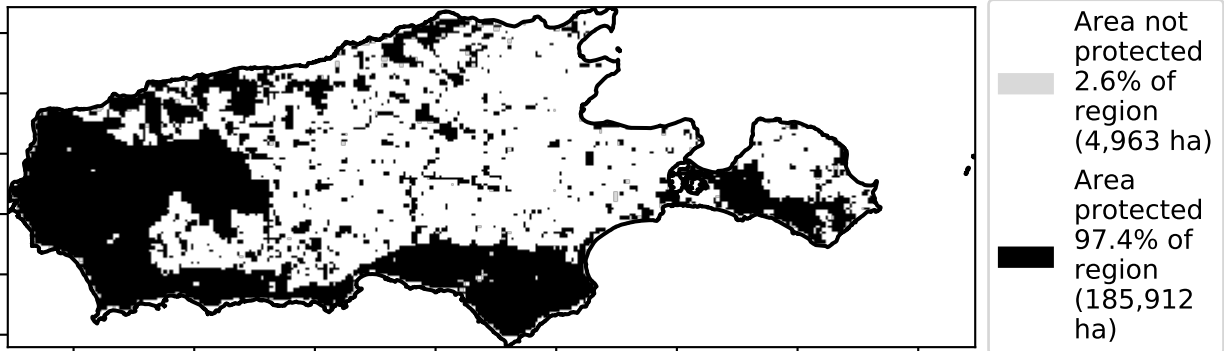 Area not
protected
2.6% of
region
(4,963 ha)
Area
protected
97.4% of
region
(185,912
ha)